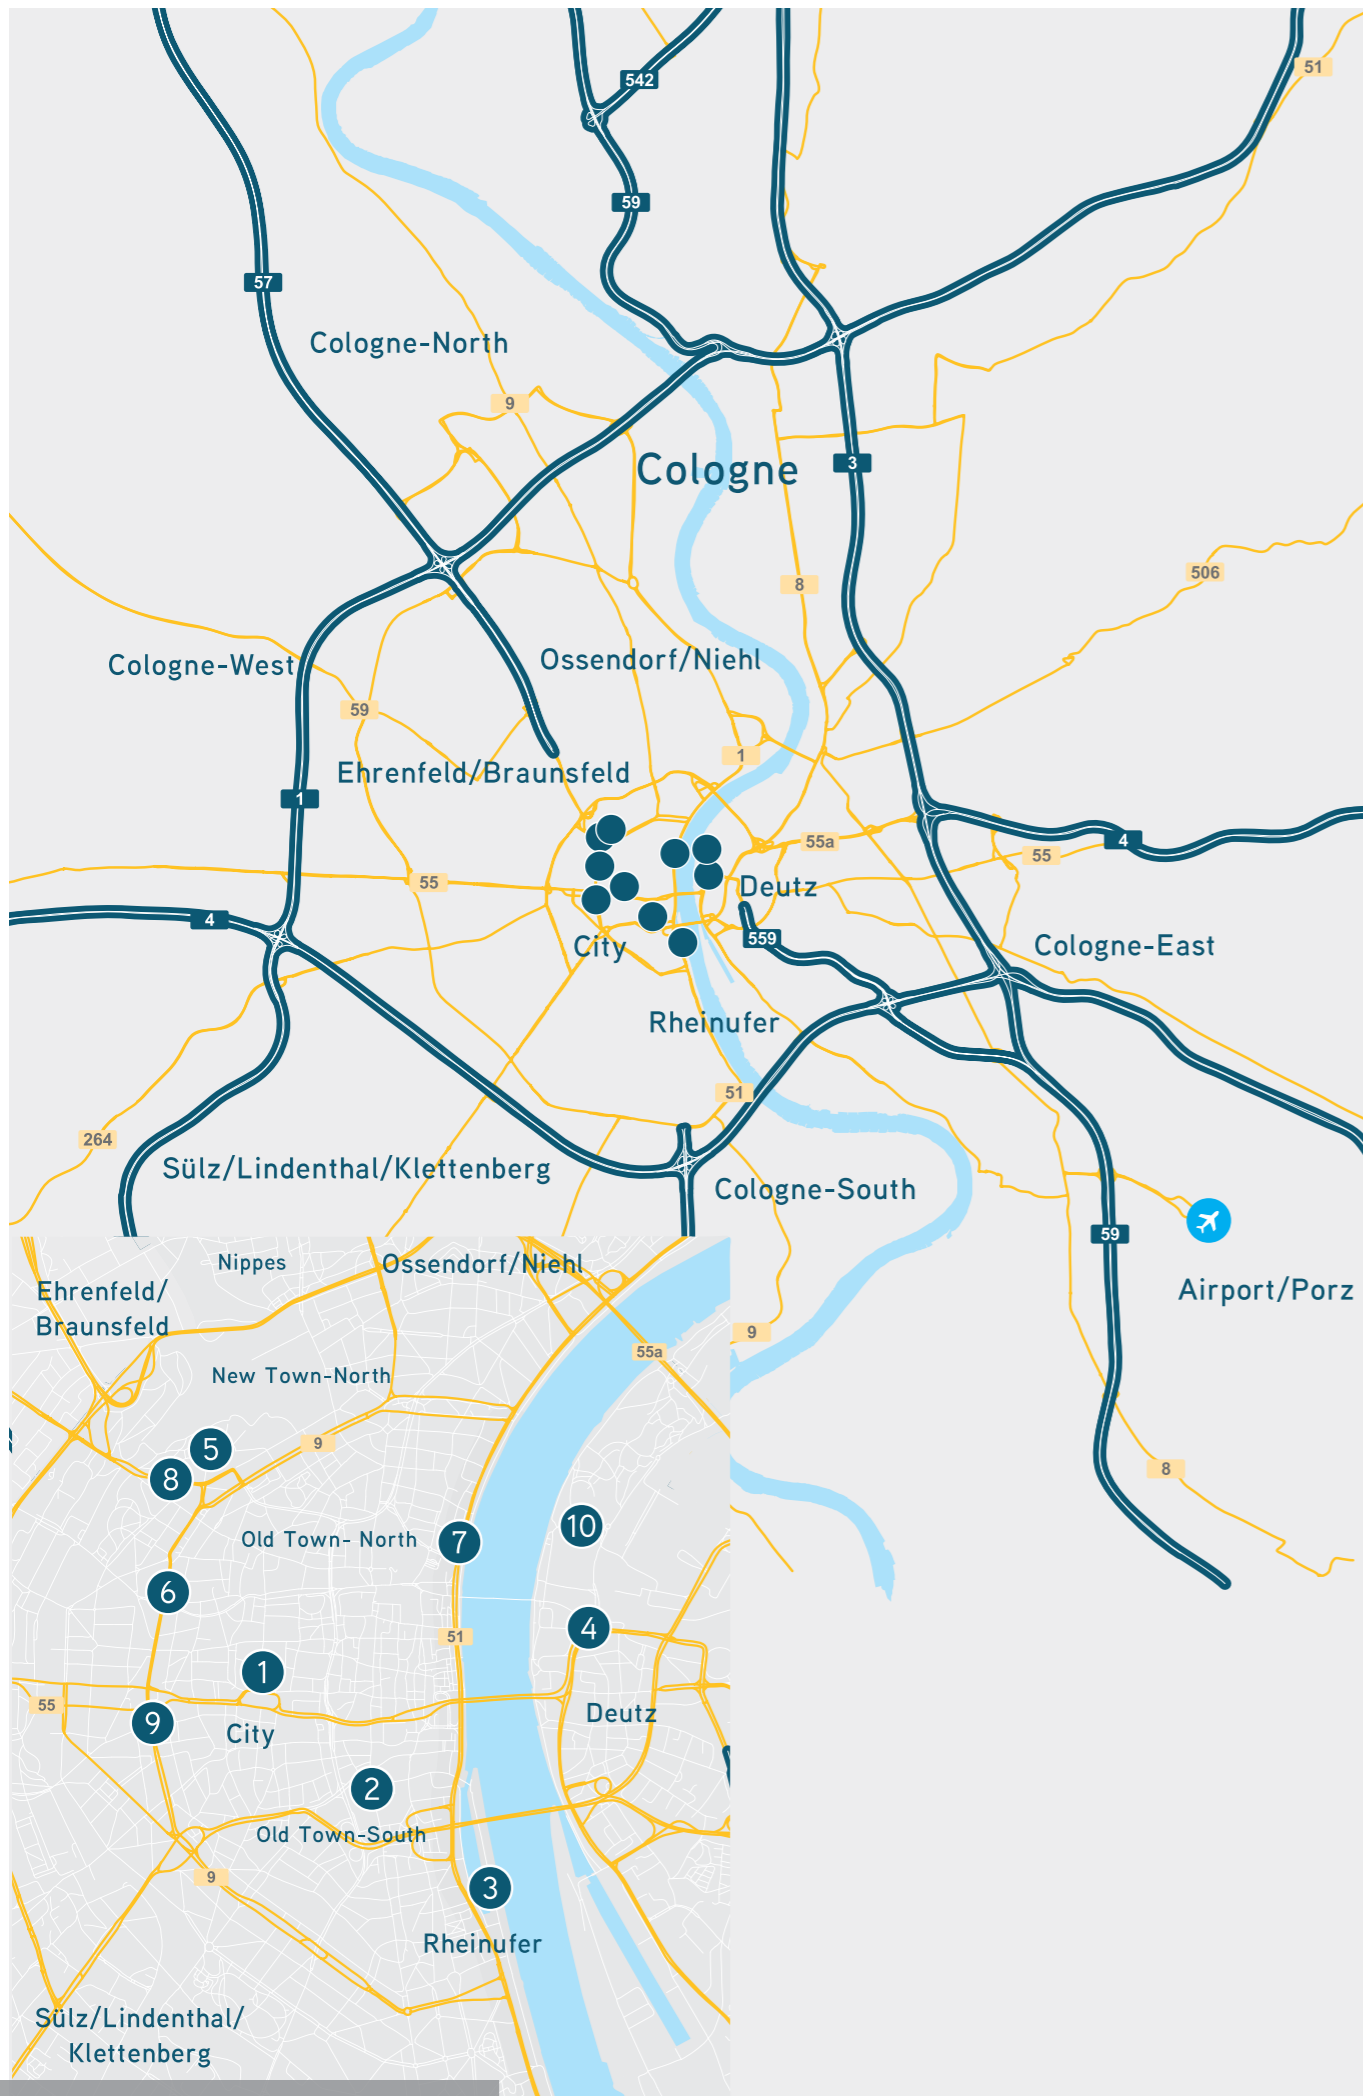 51
542
59
57
Cologne-North
9
Cologne
3
506
8
Cologne-West
Ossendorf/Niehl
59
1
Ehrenfeld/Braunsfeld
1
55a
4
55
55
Deutz
4
559
City
Cologne-East
Rheinufer
51
264
Sülz/Lindenthal/Klettenberg
Cologne-South
59
Airport/Porz
9
8
Nippes
Ossendorf/Niehl
Ehrenfeld/
Braunsfeld
55a
New Town-North
5
9
8
10
Old Town- North
7
6
4
51
1
55
Deutz
9
City
2
Old Town-South
9
3
Rheinufer
Sülz/Lindenthal/
Klettenberg